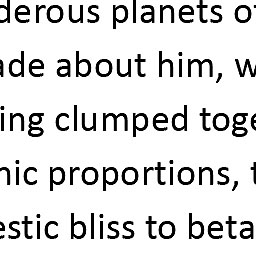 derous planets of
ade about him, w
ing clumped toge
nic proportions, t
estic bliss to beta